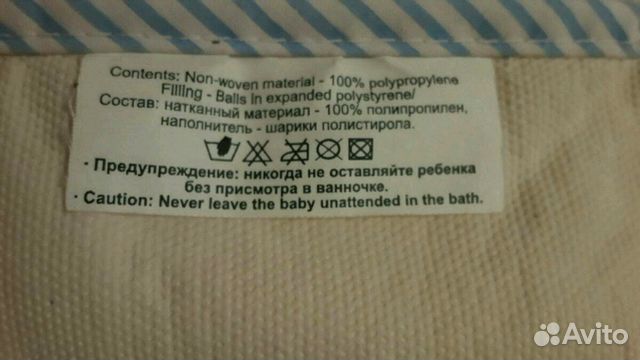 Contents: Non-woven material - 100% polypropylene
Filling - Balls in expanded polystyrene/
Состав: натканный материал - 100% полипропилен,
наполнитель - шарики полистирола.
· Предупреждение: никогда не оставляйте ребенка
без присмотра в ванночке.
· Caution: Never leave the baby unattended in the bath.
Avito